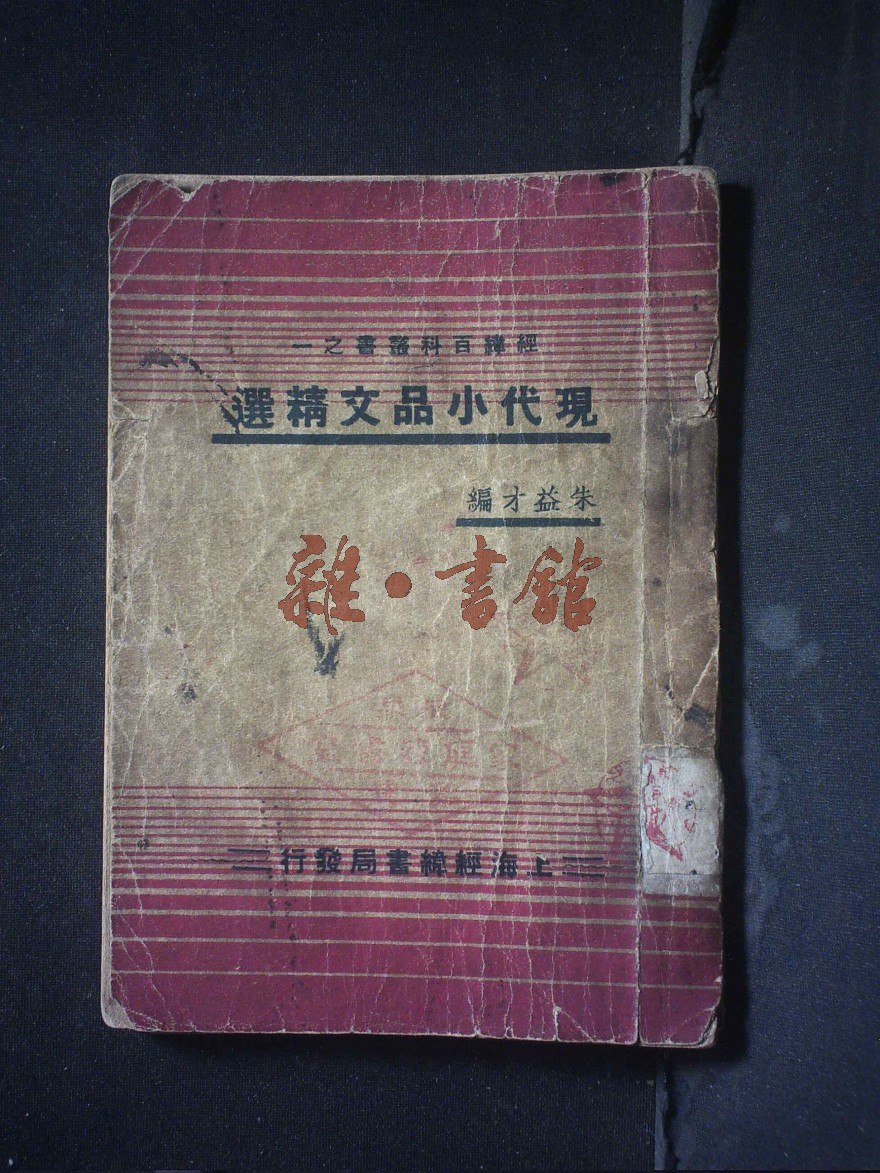 經緯百科叢書之一
現代小品文精選
朱益才編
雜·書館
上海經緯書局發行